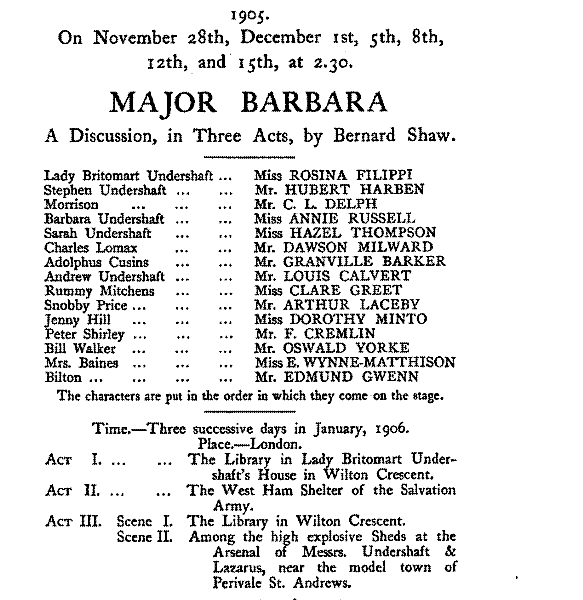 1905.
On November 28th, December 1st, 5th, 8th,
12th, and 15th, at 2.30.
MAJOR BARBARA
A Discussion, in Three Acts, by Bernard Shaw.
Lady Britomart Undershaft ... Miss ROSINA FILIPPI
Stephen Undershaft ... ... Mr. HUBERT HARBEN
Morrison ... ... ... Mr. C. L. DELPH
Barbara Undershaft ... ... Miss ANNIE RUSSELL
Sarah Undershaft ... ... Miss HAZEL THOMPSON
Charles Lomax ... ... Mr. DAWSON MILWARD
Adolphus Cusins ... ... Mr. GRANVILLE BARKER
Andrew Undershaft ... ... Mr. LOUIS CALVERT
Rummy Mitchens ... ... Miss CLARE GREET
Snobby Price ... ... ... Mr. ARTHUR LACEBY
Jenny Hill ... ... ... Miss DOROTHY MINTO
Peter Shirley ... ... ... Mr. F. CREMLIN
Bill Walker ... ... ... Mr. OSWALD YORKE
Mrs. Baines ... ... ... Miss E. WYNNE-MATTHISON
Bilton ... ... ... ... Mr. EDMUND GWENN
The characters are put in the order in which they come on the stage.
Time.—Three successive days in January, 1906.
Place.—London.
ACT I. ... ... The Library in Lady Britomart Under-
shaft's House in Wilton Crescent.
ACT II. ... ... The West Ham Shelter of the Salvation
Army.
ACT III. Scene I. The Library in Wilton Crescent.
Scene II. Among the high explosive Sheds at the
Arsenal of Messrs. Undershaft &
Lazarus, near the model town of
Perivale St. Andrews.